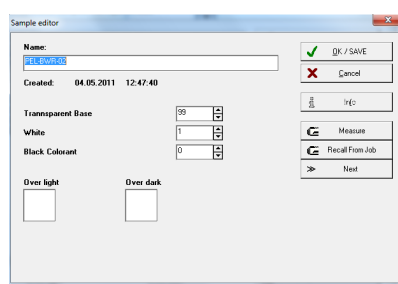 Sample editor
Name:
PEL-BWR-02
Created: 04.05.2011 12:47:40
Trannsparent Base 99
White 1
Black Colorant 0
Over light Over dark
OK / SAVE
Cancel
Info
Measure
Recall From Job
Next